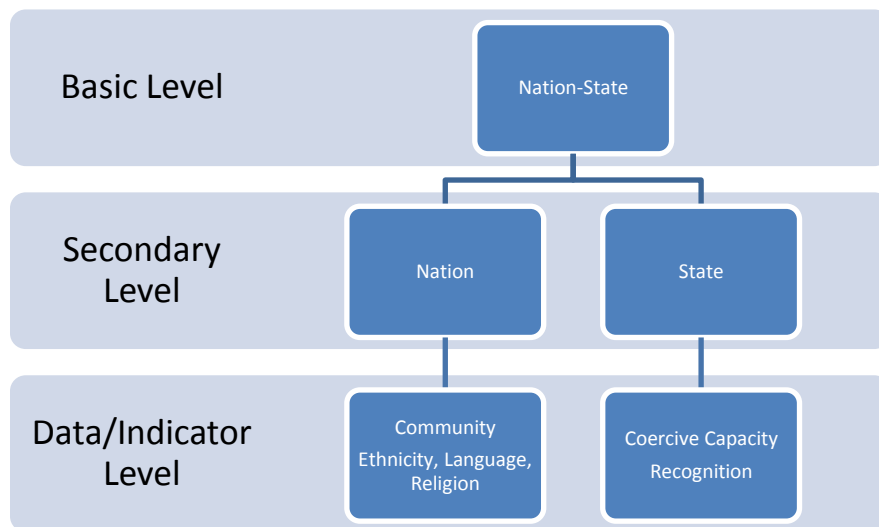 Basic Level
Nation-State
Secondary
Level
Nation
State
Data/Indicator
Level
Community
Ethnicity, Language,
Religion
Coercive Capacity
Recognition